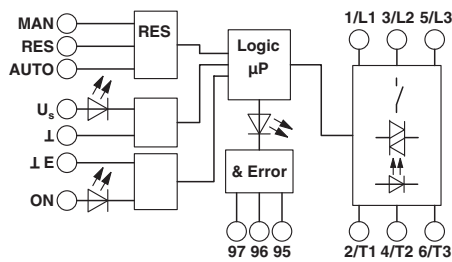 MAN
RES
AUTO
RES
Us
⊥
⊥ E
ON
Logic
µP
& Error
97 96 95
1/L1 3/L2 5/L3
2/T1 4/T2 6/T3